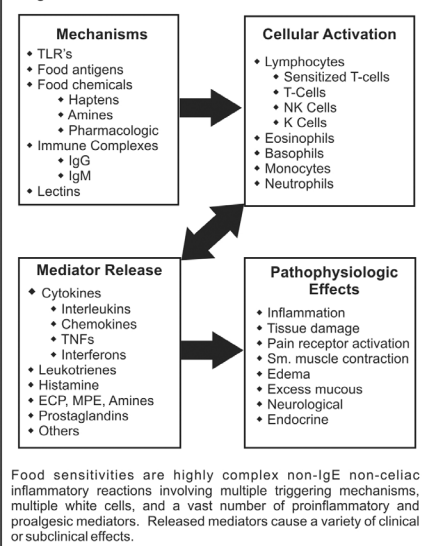 Mechanisms
◆ TLR's
◆ Food antigens
◆ Food chemicals
◆ Haptens
◆ Amines
◆ Pharmacologic
◆ Immune Complexes
◆ IgG
◆ IgM
◆ Lectins
Cellular Activation
◆ Lymphocytes
◆ Sensitized T-cells
◆ T-Cells
◆ NK Cells
◆ K Cells
◆ Eosinophils
◆ Basophils
◆ Monocytes
◆ Neutrophils
Mediator Release
◆ Cytokines
◆ Interleukins
◆ Chemokines
◆ TNFs
◆ Interferons
◆ Leukotrienes
◆ Histamine
◆ ECP, MPE, Amines
◆ Prostaglandins
◆ Others
Pathophysiologic
Effects
◆ Inflammation
◆ Tissue damage
◆ Pain receptor activation
◆ Sm. muscle contraction
◆ Edema
◆ Excess mucous
◆ Neurological
◆ Endocrine
Food sensitivities are highly complex non-IgE non-celiac
inflammatory reactions involving multiple triggering mechanisms,
multiple white cells, and a vast number of proinflammatory and
proalgesic mediators. Released mediators cause a variety of clinical
or subclinical effects.